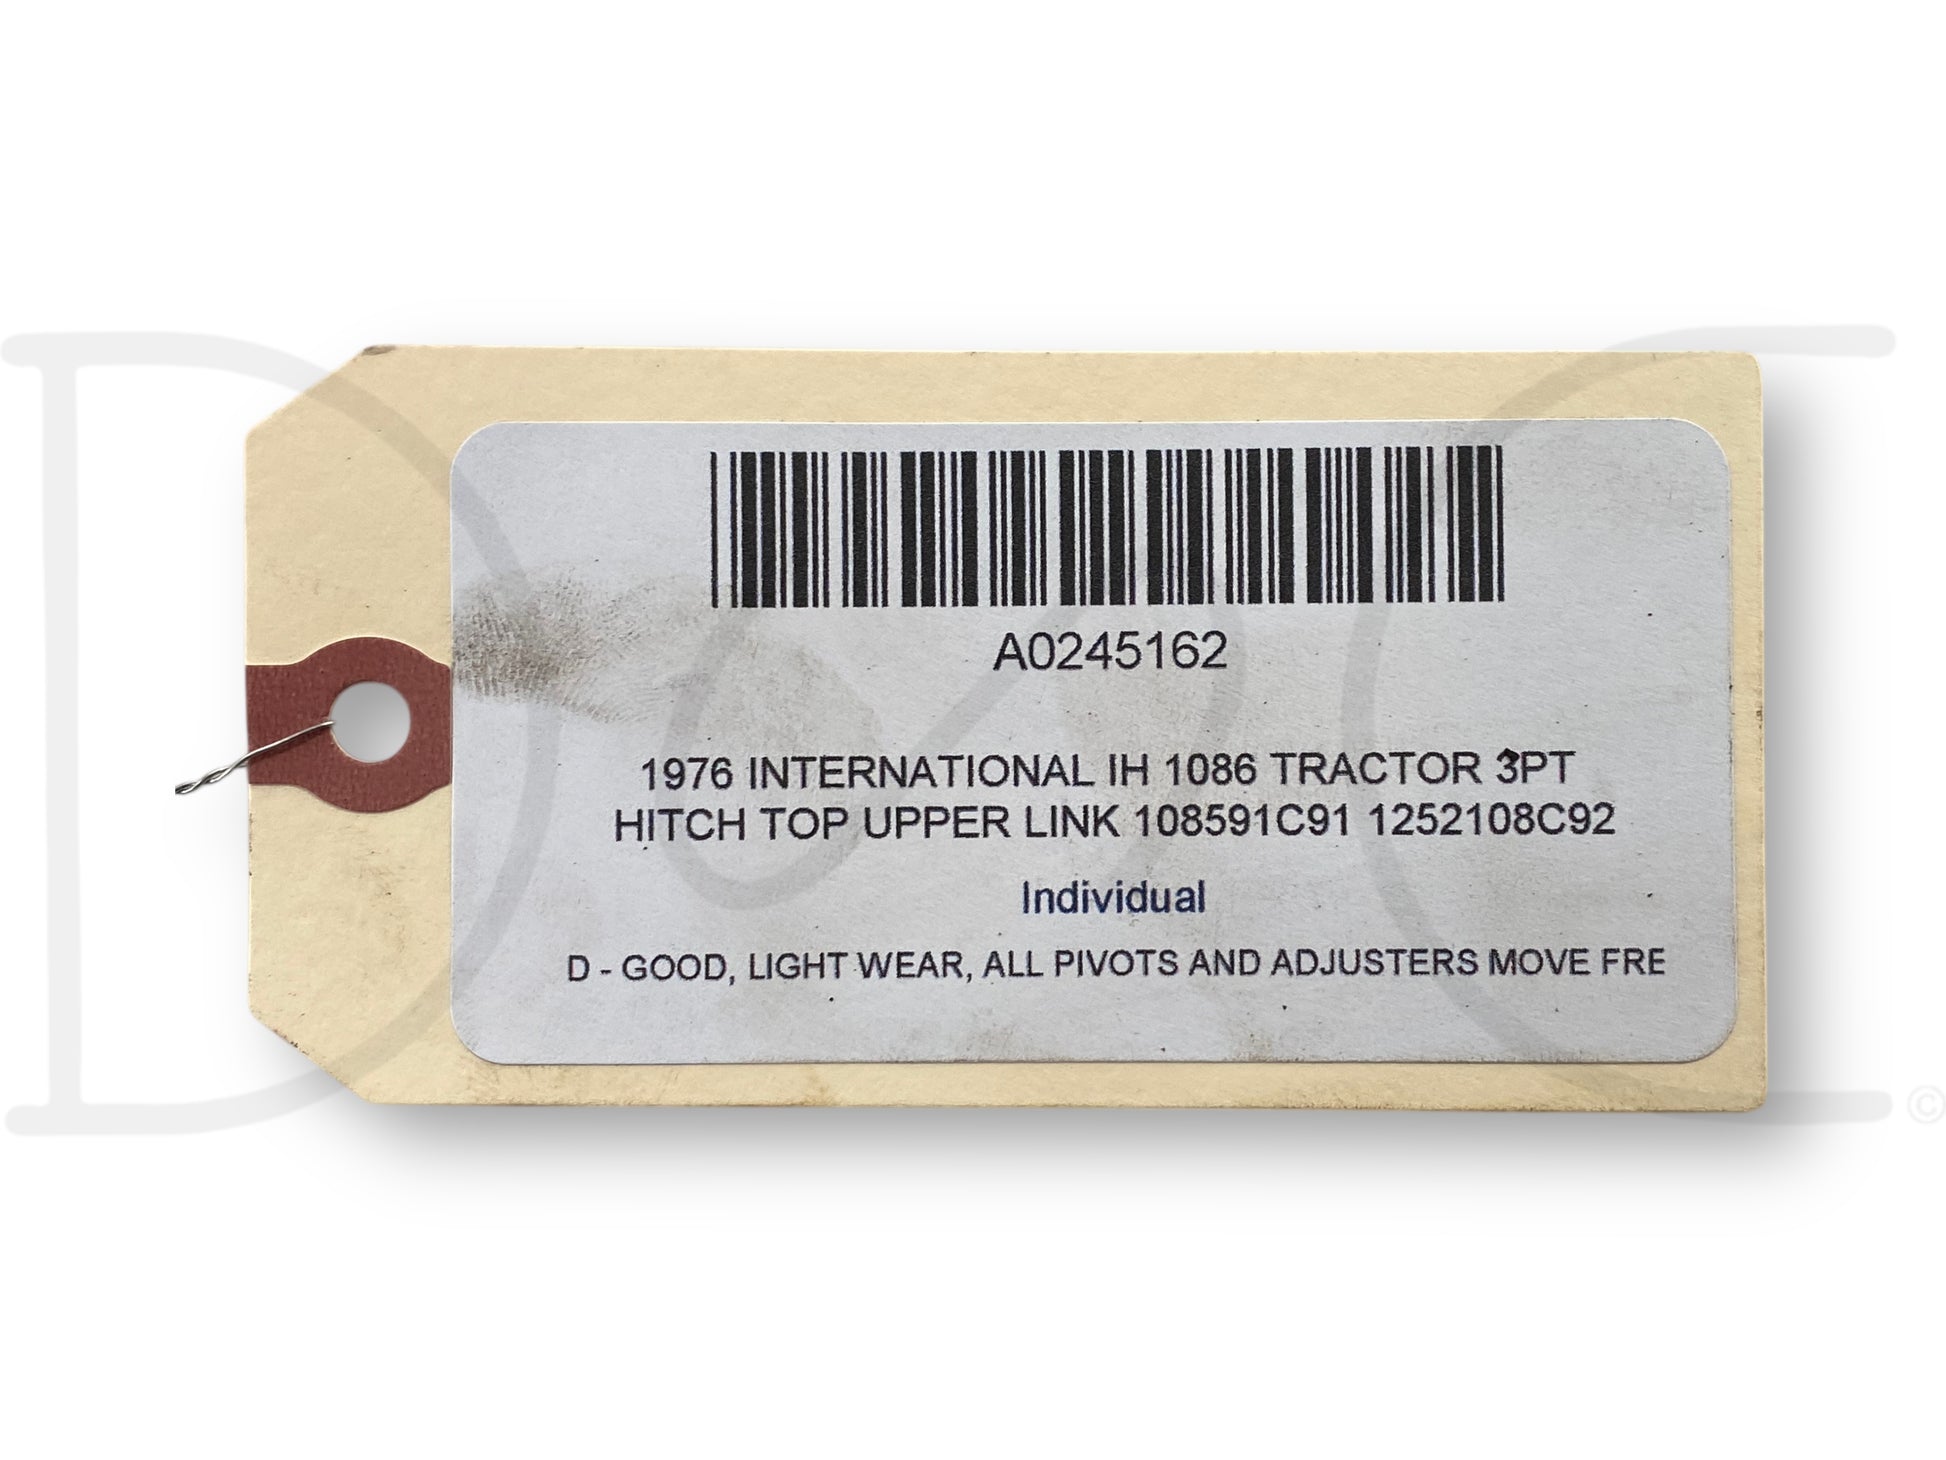 A0245162
1976 INTERNATIONAL IH 1086 TRACTOR 3PT
HITCH TOP UPPER LINK 108591C91 1252108C92
Individual
D - GOOD, LIGHT WEAR, ALL PIVOTS AND ADJUSTERS MOVE FRE
©